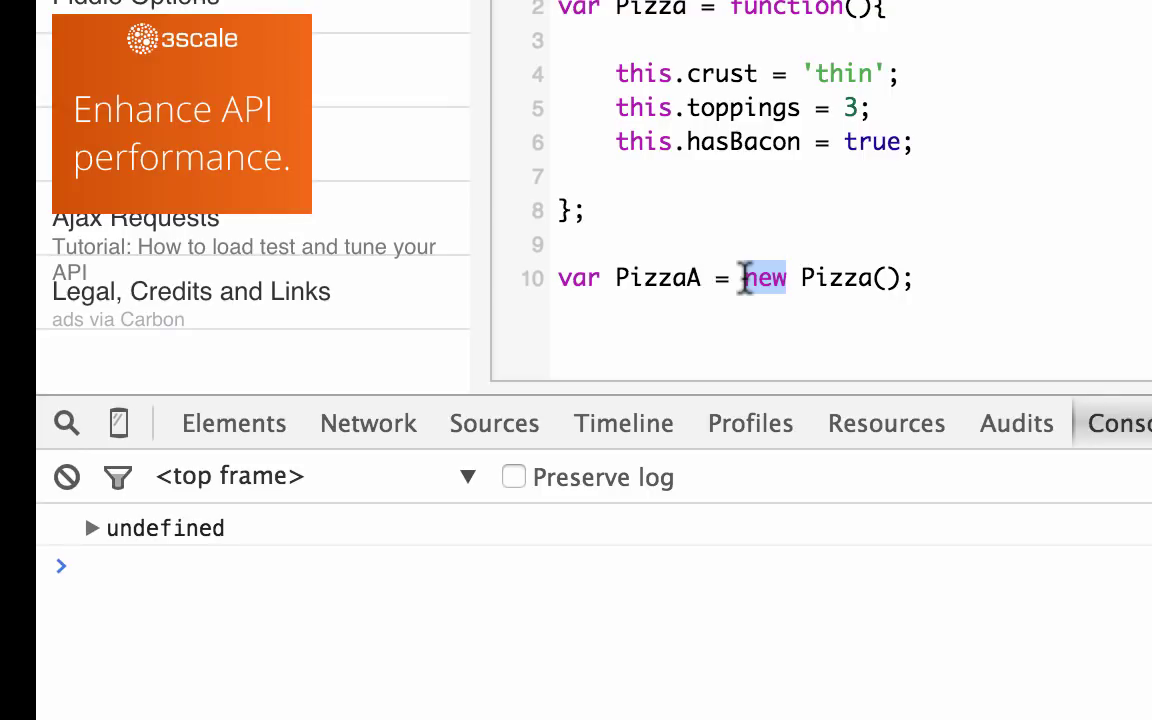 Fiddle Options
3scale
Enhance API
performance.
Ajax Requests
Tutorial: How to load test and tune your
API
Legal, Credits and Links
ads via Carbon
2 var Pizza = function(){
3
4 this.crust = 'thin';
5 this.toppings = 3;
6 this.hasBacon = true;
7
8 };
9
10 var PizzaA = new Pizza();
Elements Network Sources Timeline Profiles Resources Audits Conso
<top frame> ▼ Preserve log
▶ undefined
>